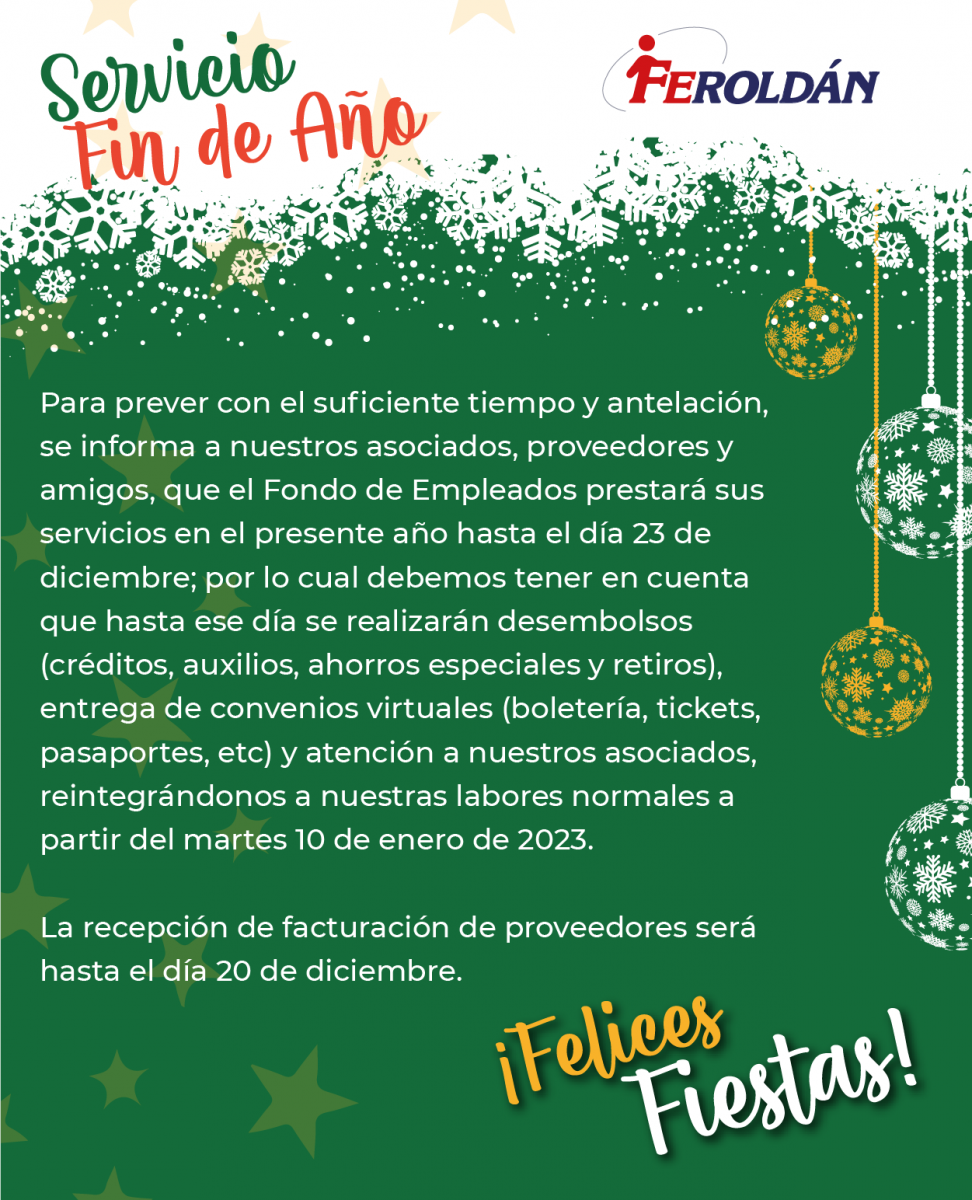 Servicio
Fin de Año
FEROLDÁN
Para prever con el suficiente tiempo y antelación,
se informa a nuestros asociados, proveedores y
amigos, que el Fondo de Empleados prestará sus
servicios en el presente año hasta el día 23 de
diciembre; por lo cual debemos tener en cuenta
que hasta ese día se realizarán desembolsos
(créditos, auxilios, ahorros especiales y retiros),
entrega de convenios virtuales (boletería, tickets,
pasaportes, etc) y atención a nuestros asociados,
reintegrándonos a nuestras labores normales a
partir del martes 10 de enero de 2023.
La recepción de facturación de proveedores será
hasta el día 20 de diciembre.
¡Felices
Fiestas!